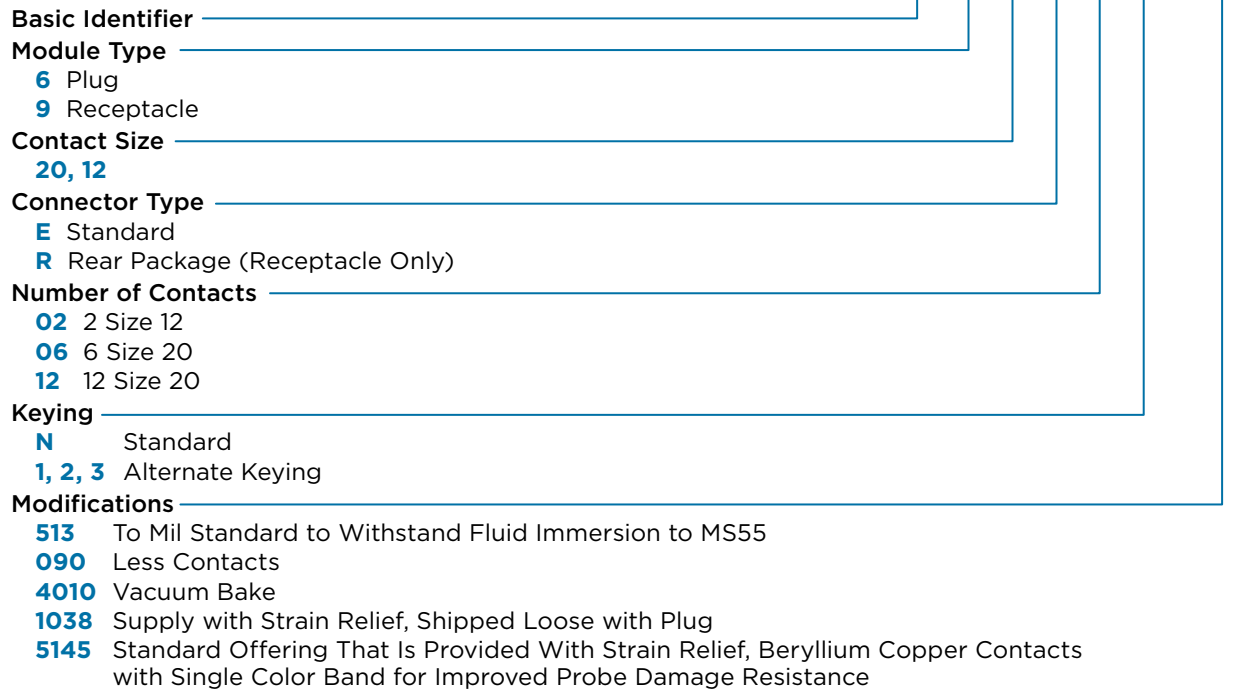 Basic Identifier
Module Type
6 Plug
9 Receptacle
Contact Size
20, 12
Connector Type
E Standard
R Rear Package (Receptacle Only)
Number of Contacts
02 2 Size 12
06 6 Size 20
12 12 Size 20
Keying
N Standard
1, 2, 3 Alternate Keying
Modifications
513 To Mil Standard to Withstand Fluid Immersion to MS55
090 Less Contacts
4010 Vacuum Bake
1038 Supply with Strain Relief, Shipped Loose with Plug
5145 Standard Offering That Is Provided With Strain Relief, Beryllium Copper Contacts
with Single Color Band for Improved Probe Damage Resistance